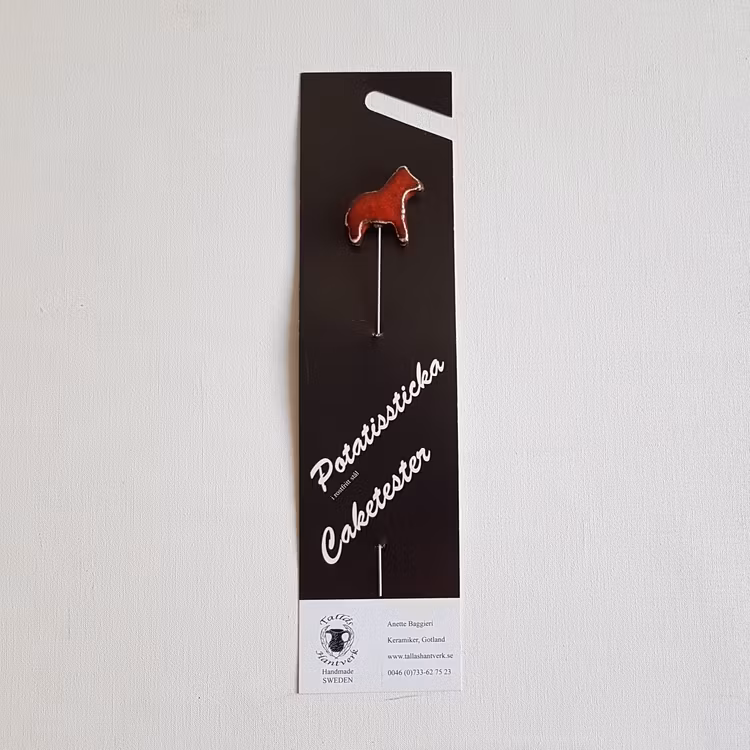 Potatissticka
i rostfritt stål
Caketester
Tallas
Hantverk
Handmade
SWEDEN
Anette Baggieri
Keramiker, Gotland
www.tallashantverk.se
0046 (0)733-62 75 23